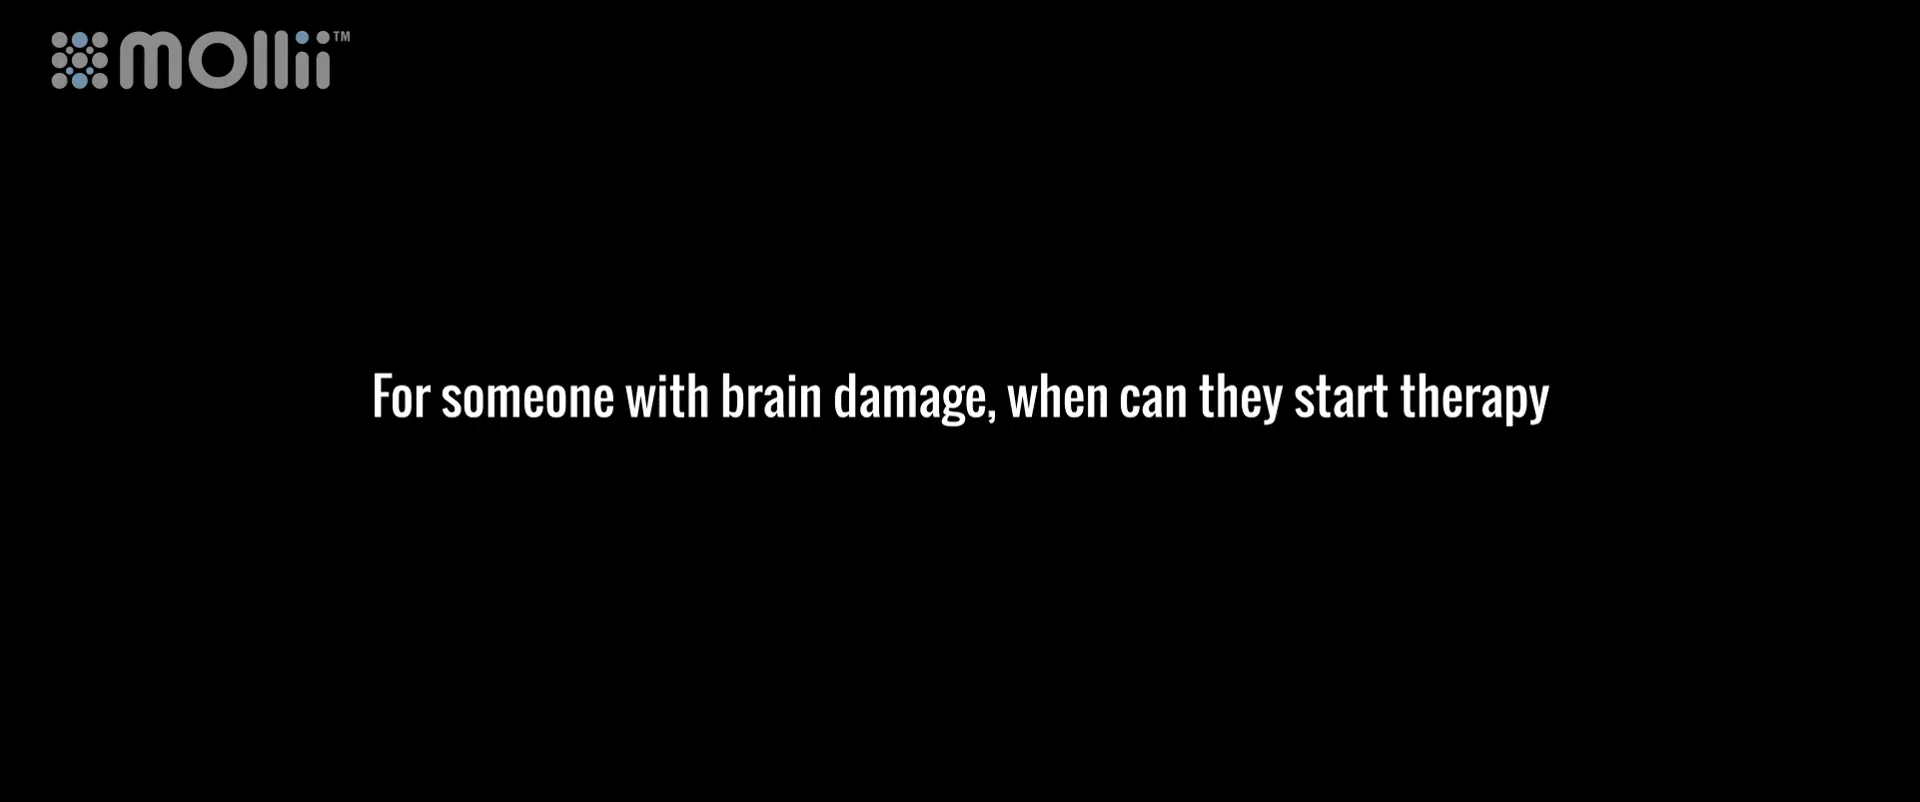 mollii™
For someone with brain damage, when can they start therapy